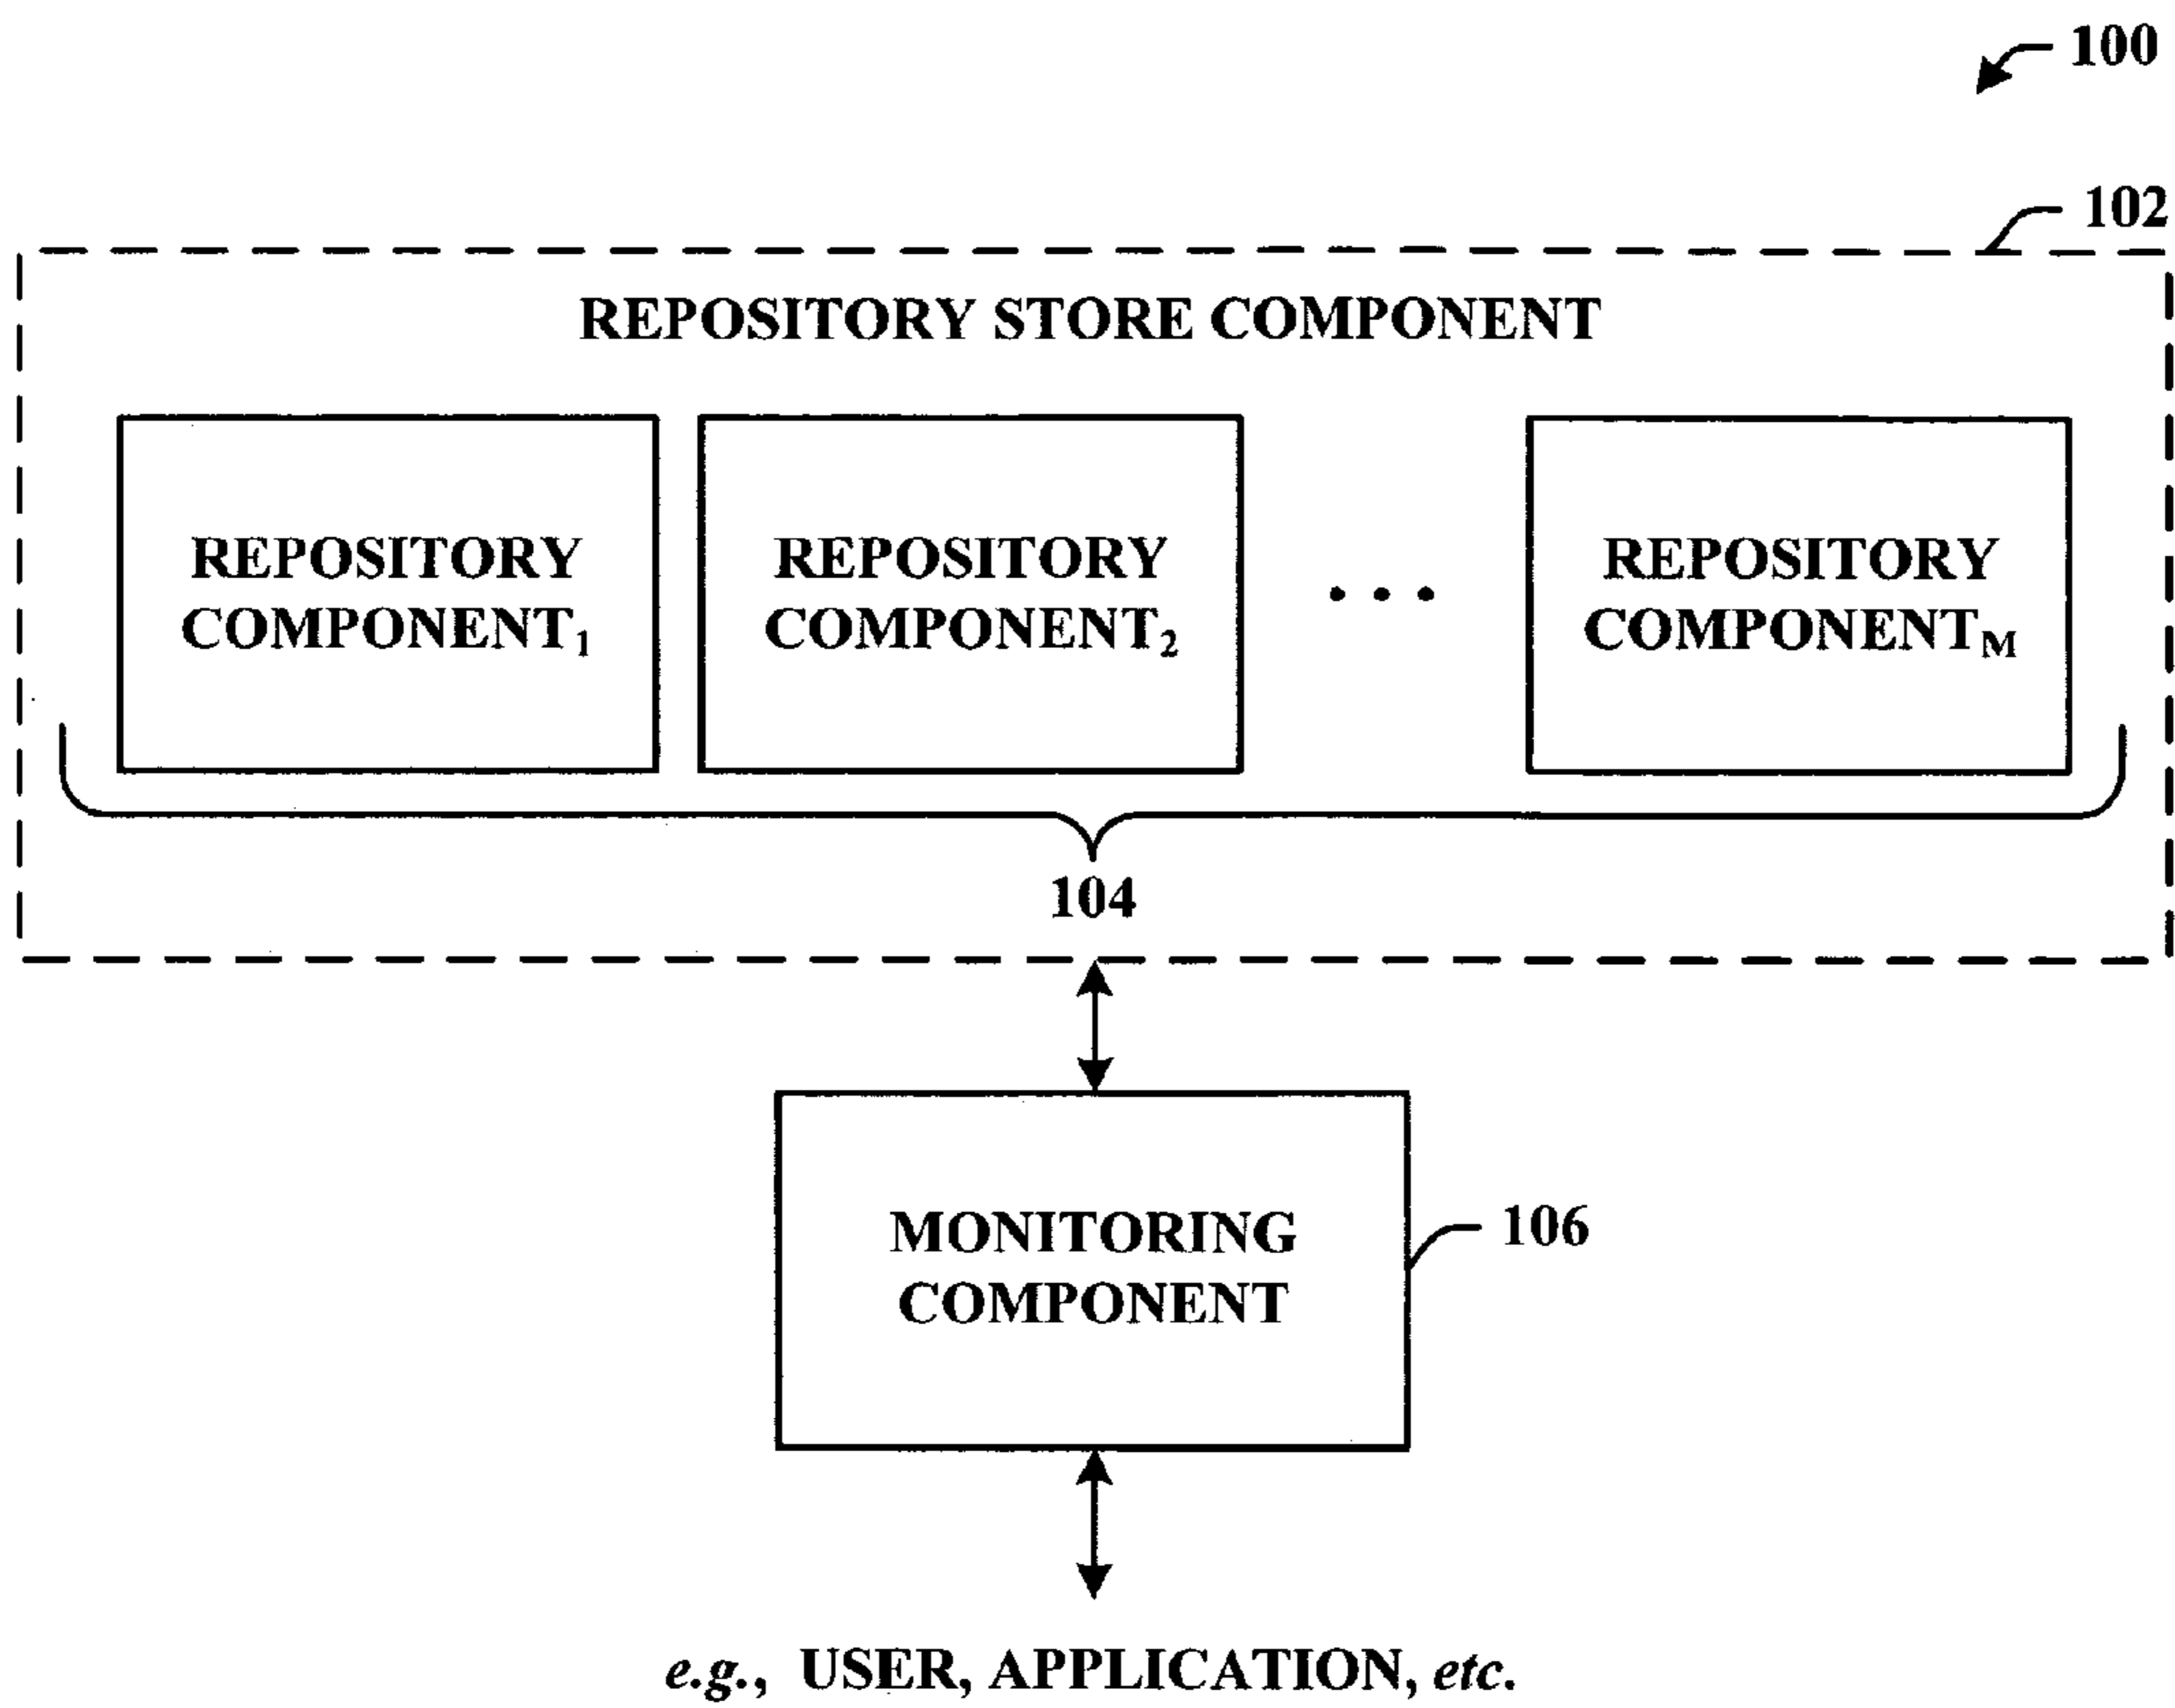 100
102
REPOSITORY STORE COMPONENT
REPOSITORY
COMPONENT₁
REPOSITORY
COMPONENT₂
• • •
REPOSITORY
COMPONENTM
104
MONITORING
COMPONENT
106
e.g., USER, APPLICATION, etc.